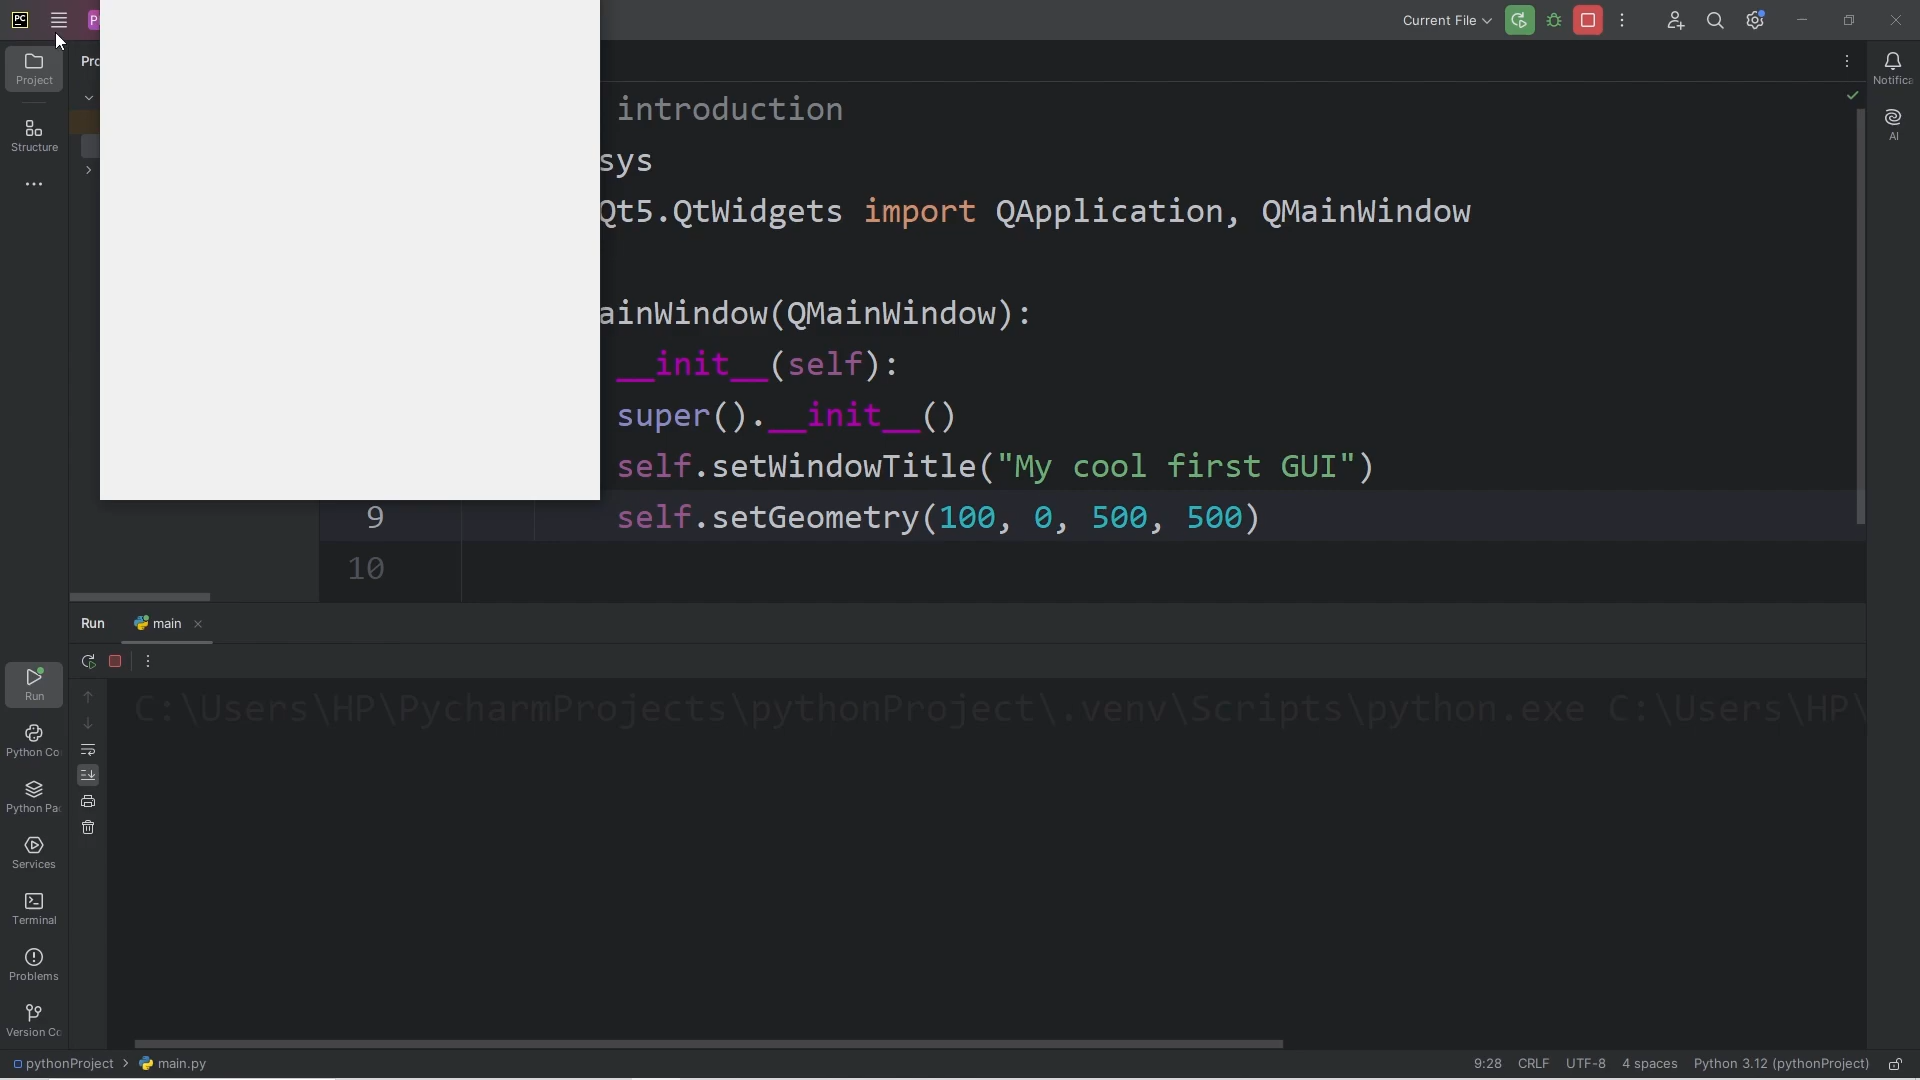 PC
Current File
Project
Structure
Notifica
AI
introduction
sys
Qt5.QtWidgets import QApplication, QMainWindow
ainWindow(QMainWindow):
__init__(self):
super().__init__()
self.setWindowTitle("My cool first GUI")
9 self.setGeometry(100, 0, 500, 500)
10
Run main
C:\Users\HP\PycharmProjects\pythonProject\.venv\Scripts\python.exe C:\Users\HP\
Run
Python Co
Python Pac
Services
Terminal
Problems
Version Co
pythonProject > main.py
9:28 CRLF UTF-8 4 spaces Python 3.12 (pythonProject)